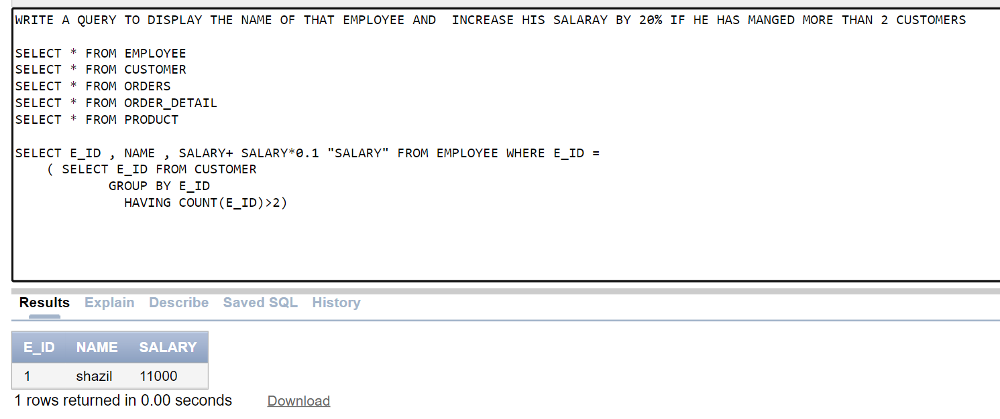 WRITE A QUERY TO DISPLAY THE NAME OF THAT EMPLOYEE AND  INCREASE HIS SALARAY BY 20% IF HE HAS MANGED MORE THAN 2 CUSTOMERS
SELECT * FROM EMPLOYEE
SELECT * FROM CUSTOMER
SELECT * FROM ORDERS
SELECT * FROM ORDER_DETAIL
SELECT * FROM PRODUCT
SELECT E_ID , NAME , SALARY+ SALARY*0.1 "SALARY" FROM EMPLOYEE WHERE E_ID =
( SELECT E_ID FROM CUSTOMER
GROUP BY E_ID
HAVING COUNT(E_ID)>2)
Results Explain Describe Saved SQL History
E_ID NAME SALARY
1 shazil 11000
1 rows returned in 0.00 seconds Download